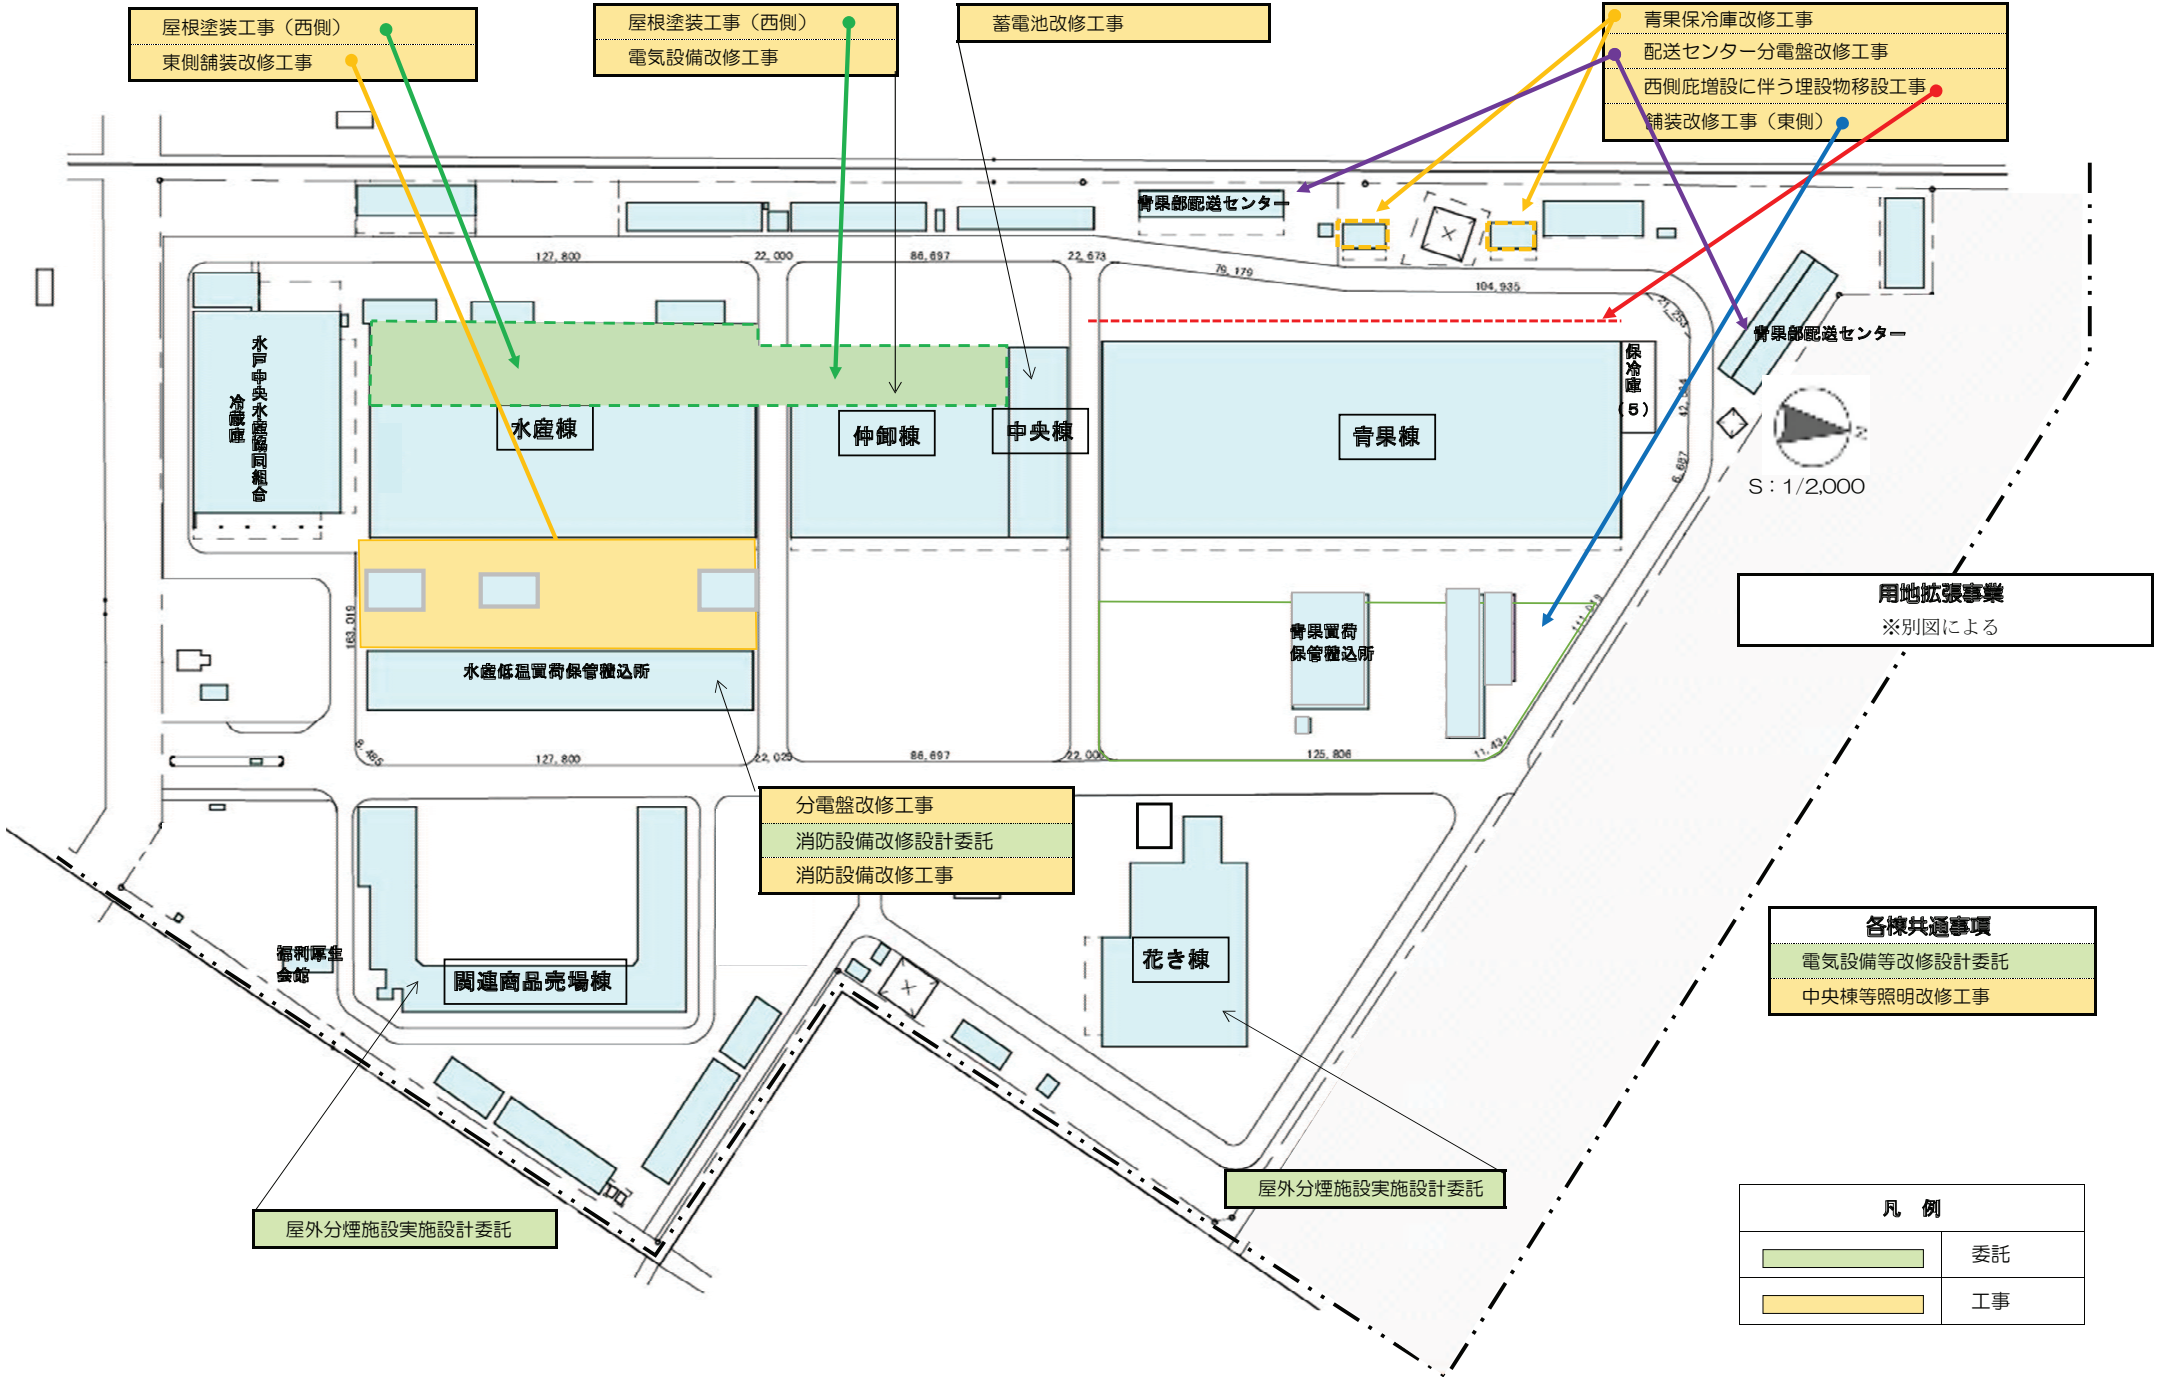 屋根塗装工事（西側）
東側舗装改修工事
屋根塗装工事（西側）
電気設備改修工事
蓄電池改修工事
青果保冷庫改修工事
配送センター分電盤改修工事
西側庇増設に伴う埋設物移設工事
舗装改修工事（東側）
青果部配送センター
127,800
22,000
86,697
22,673
79,179
104,935
21,253
青果部配送センター
水戸中央水産協同組合
冷蔵庫
保冷庫
（5）
水産棟
仲卸棟
中央棟
青果棟
6,687
N
S：1/2,000
用地拡張事業
※別図による
163,019
青果買荷
保管積込所
水産低温買荷保管積込所
8,485
127,800
22,029
86,697
22,000
125,806
分電盤改修工事
消防設備改修設計委託
消防設備改修工事
各棟共通事項
電気設備等改修設計委託
中央棟等照明改修工事
福利厚生
会館
関連商品売場棟
花き棟
屋外分煙施設実施設計委託
屋外分煙施設実施設計委託
凡 例
委託
工事